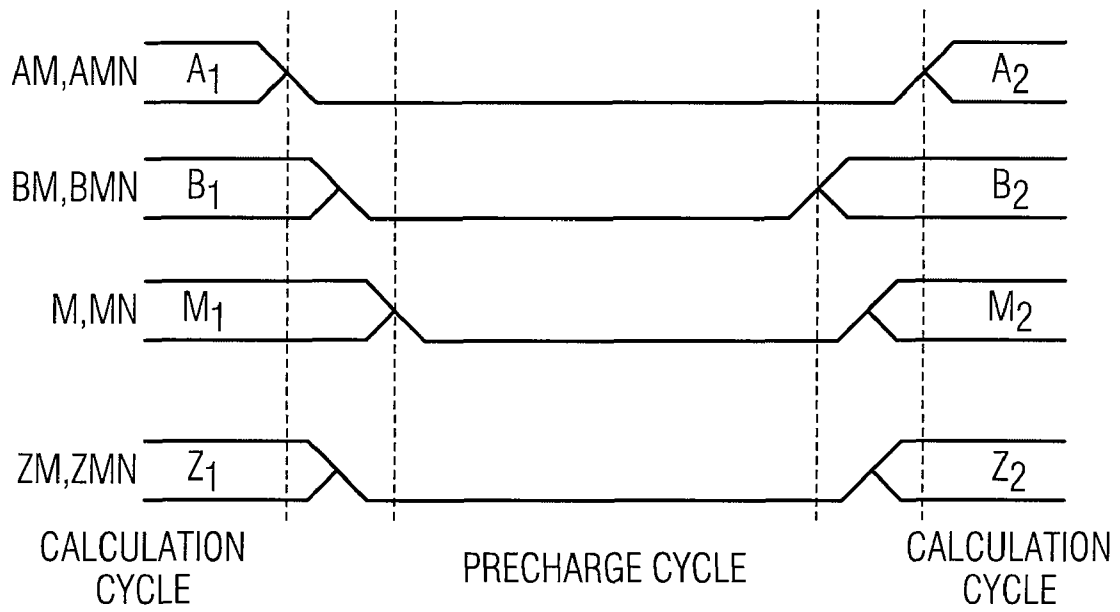 AM,AMN A1 A2
BM,BMN B1 B2
M,MN M1 M2
ZM,ZMN Z1 Z2
CALCULATION
CYCLE
PRECHARGE CYCLE
CALCULATION
CYCLE